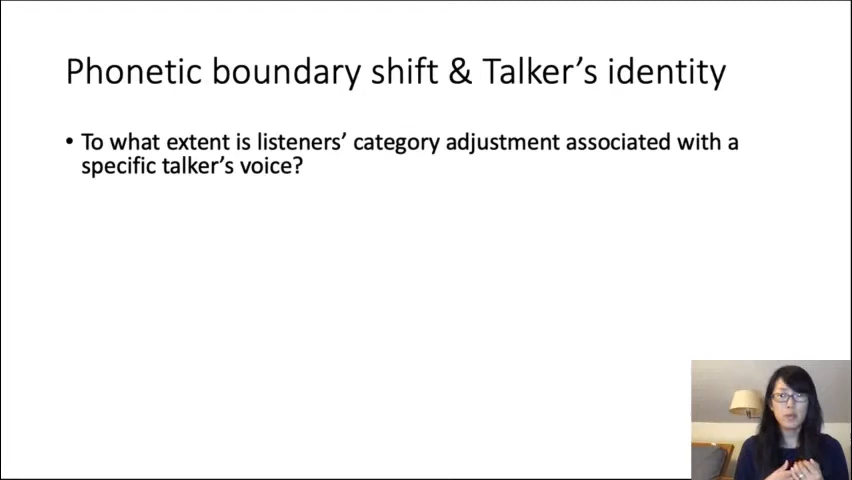 Phonetic boundary shift & Talker's identity
• To what extent is listeners' category adjustment associated with a
specific talker's voice?